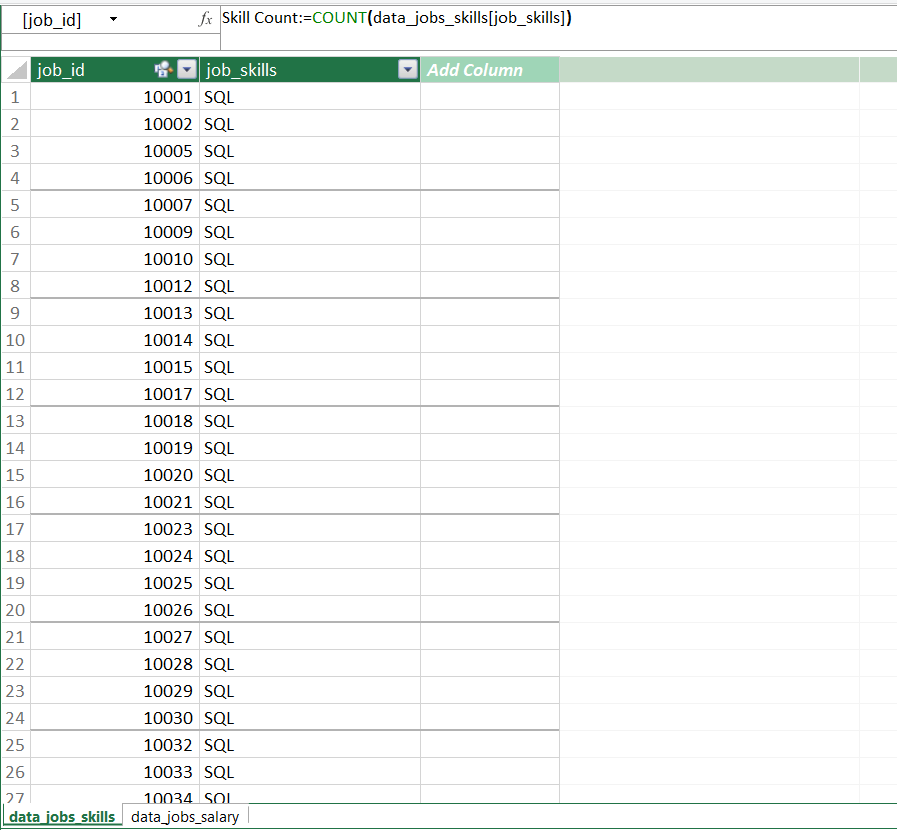 [job_id] fx Skill Count:=COUNT(data_jobs_skills[job_skills])
job_id job_skills Add Column
1 10001 SQL
2 10002 SQL
3 10005 SQL
4 10006 SQL
5 10007 SQL
6 10009 SQL
7 10010 SQL
8 10012 SQL
9 10013 SQL
10 10014 SQL
11 10015 SQL
12 10017 SQL
13 10018 SQL
14 10019 SQL
15 10020 SQL
16 10021 SQL
17 10023 SQL
18 10024 SQL
19 10025 SQL
20 10026 SQL
21 10027 SQL
22 10028 SQL
23 10029 SQL
24 10030 SQL
25 10032 SQL
26 10033 SQL
27 10034 SQL
data_jobs_skills data_jobs_salary